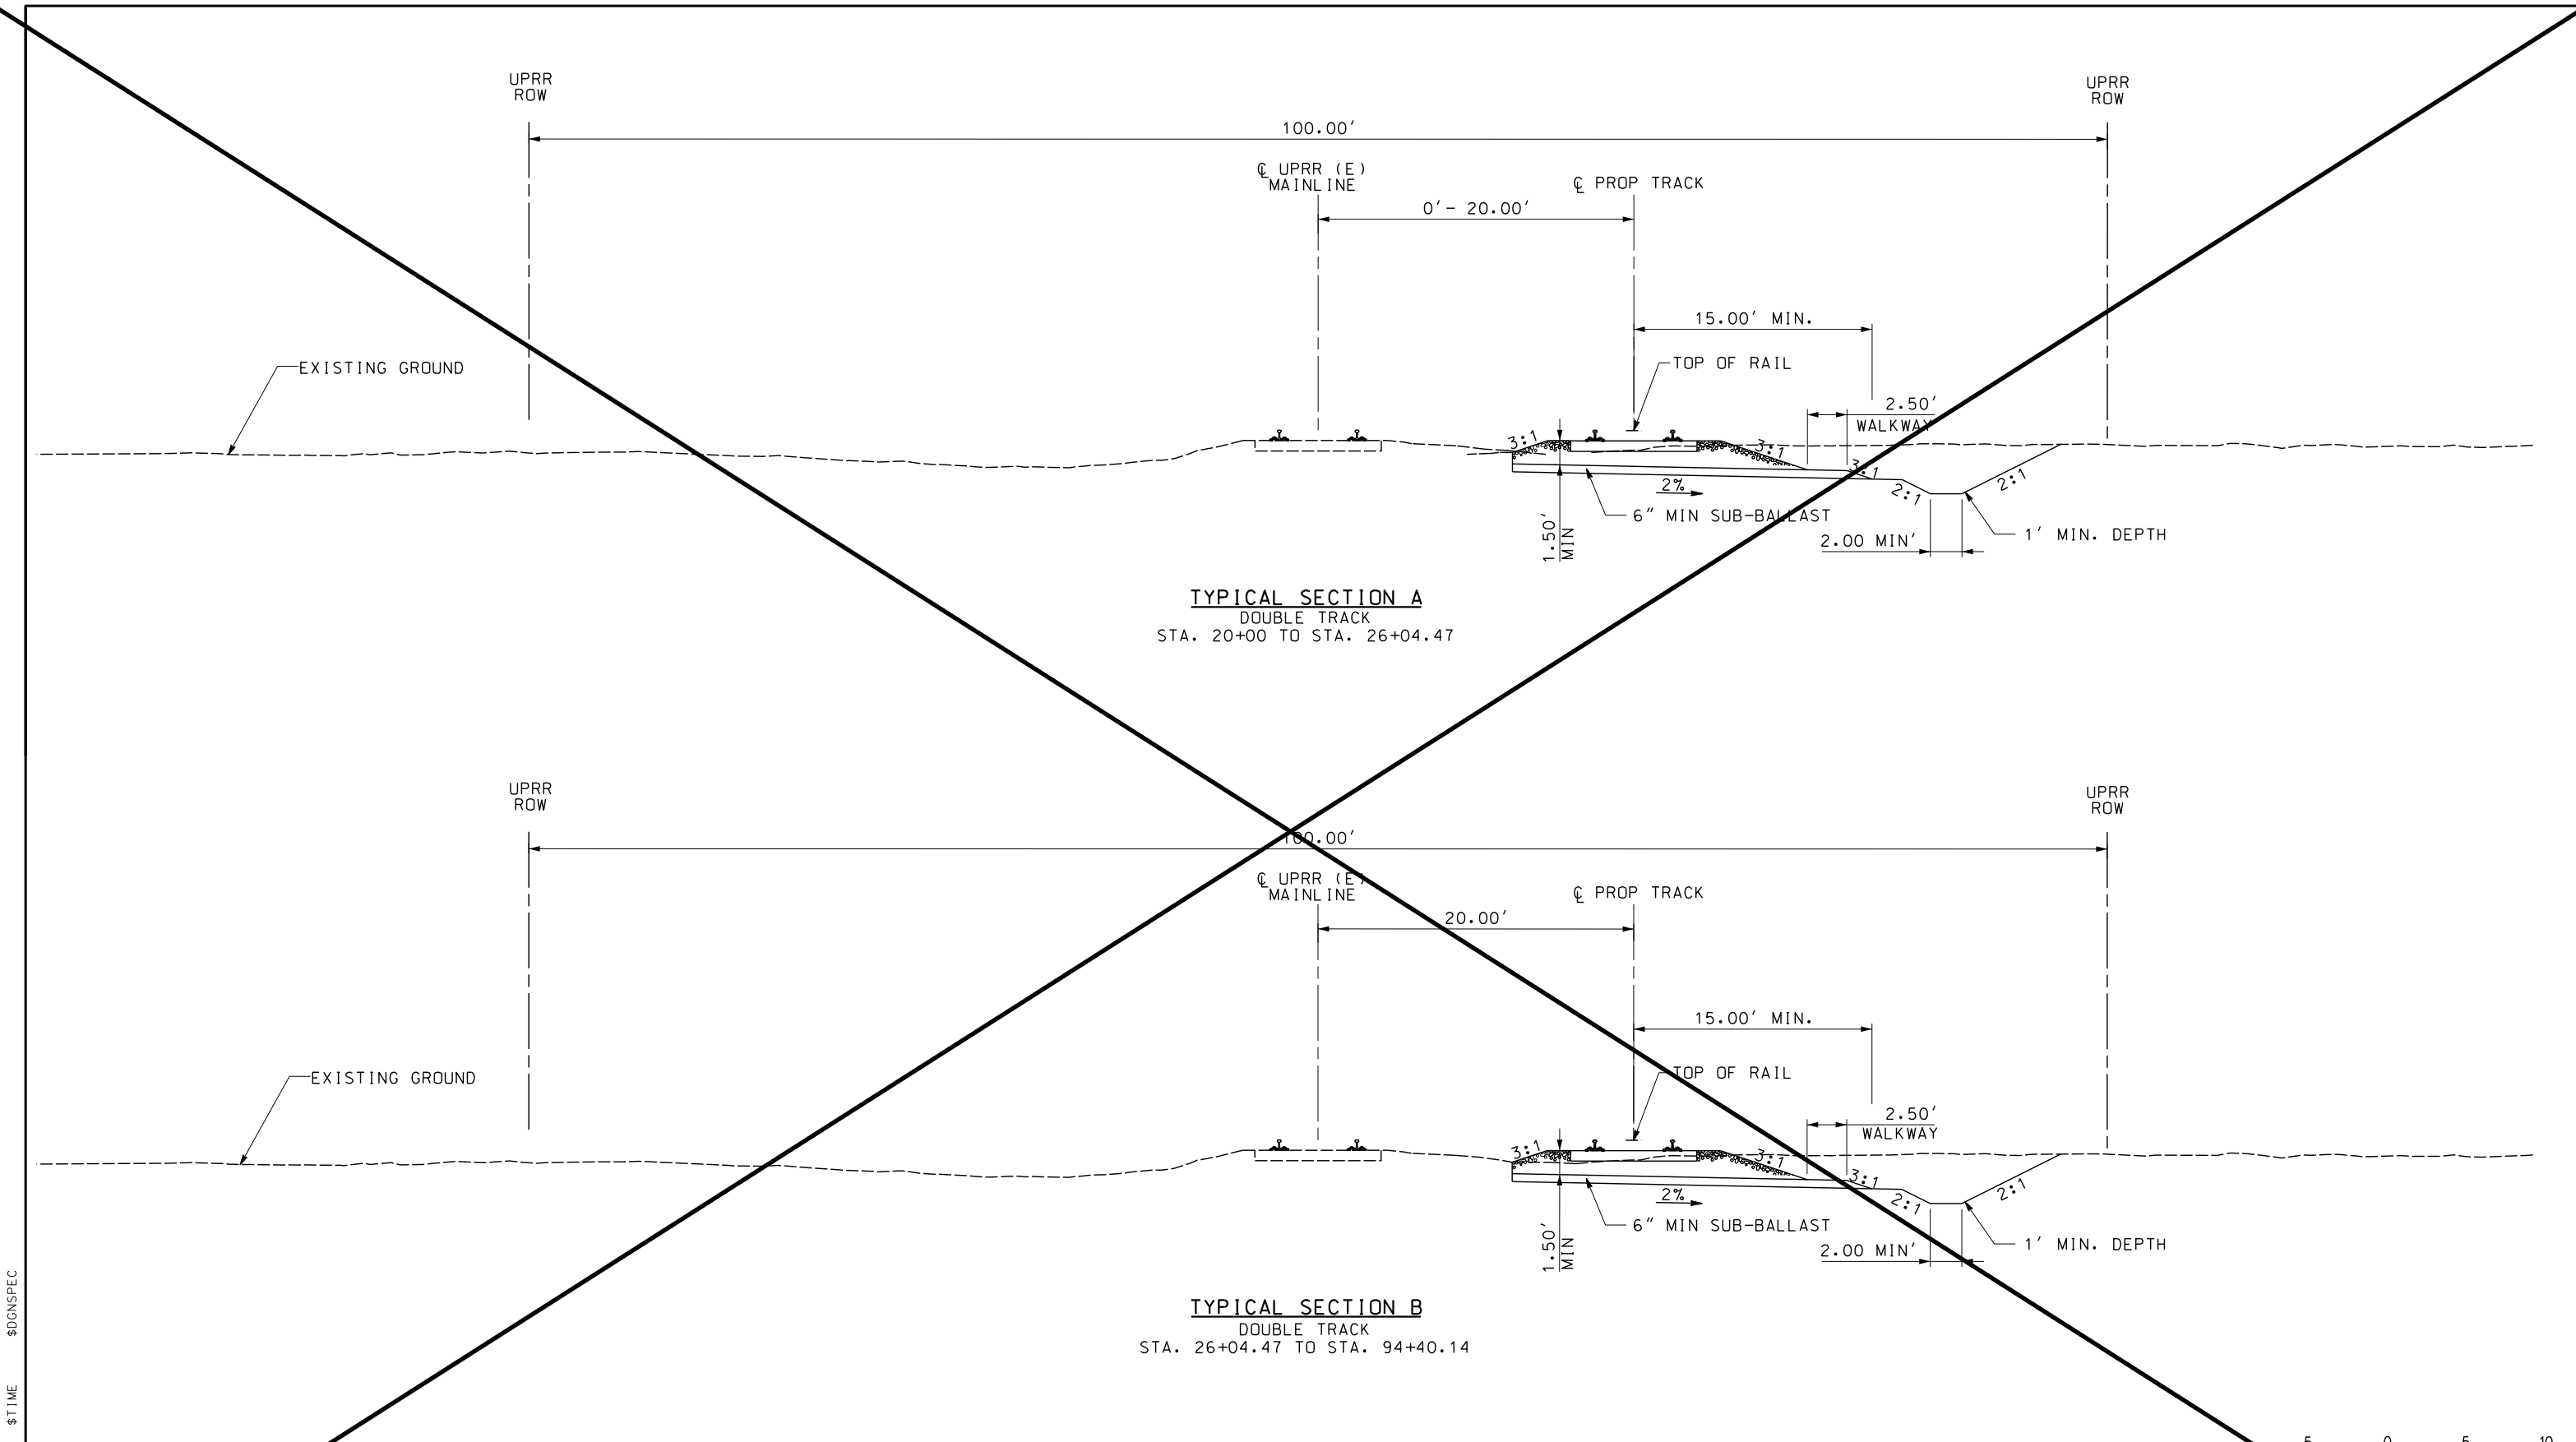 UPRR
ROW
UPRR
ROW
100.00'
℄ UPRR (E)
MAINLINE
℄ PROP TRACK
0'- 20.00'
15.00' MIN.
EXISTING GROUND
TOP OF RAIL
2.50'
WALKWAY
3:1
3:1
3:1
2%
2:1
2:1
6" MIN SUB-BALLAST
1.50'
MIN
2.00 MIN'
1' MIN. DEPTH
TYPICAL SECTION A
DOUBLE TRACK
STA. 20+00 TO STA. 26+04.47
UPRR
ROW
UPRR
ROW
100.00'
℄ UPRR (E)
MAINLINE
℄ PROP TRACK
20.00'
15.00' MIN.
EXISTING GROUND
TOP OF RAIL
2.50'
WALKWAY
3:1
3:1
3:1
2%
2:1
2:1
6" MIN SUB-BALLAST
1.50'
MIN
2.00 MIN'
1' MIN. DEPTH
TYPICAL SECTION B
DOUBLE TRACK
STA. 26+04.47 TO STA. 94+40.14
$TIME $DGNSPEC
5 0 5 10